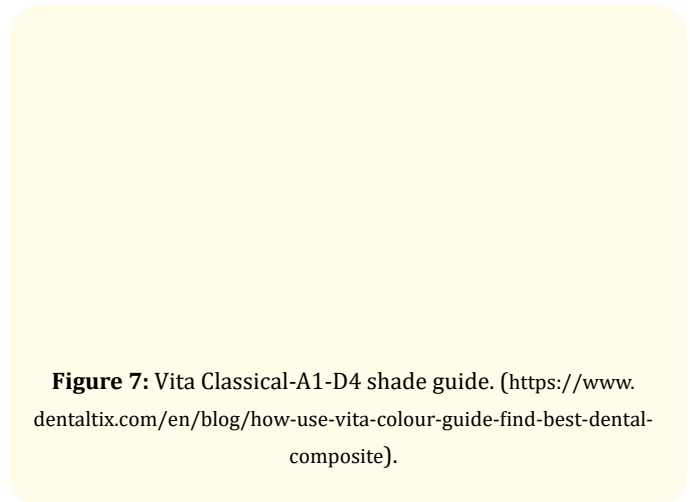 Figure 7: Vita Classical-A1-D4 shade guide. (https://www.
dentaltix.com/en/blog/how-use-vita-colour-guide-find-best-dental-
composite).